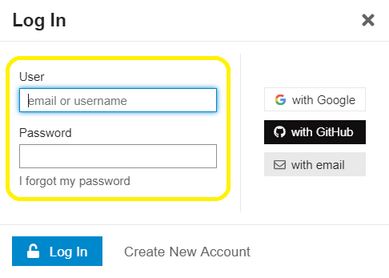 Log In
User
email or username
Password
I forgot my password
with Google
with GitHub
with email
Log In
Create New Account